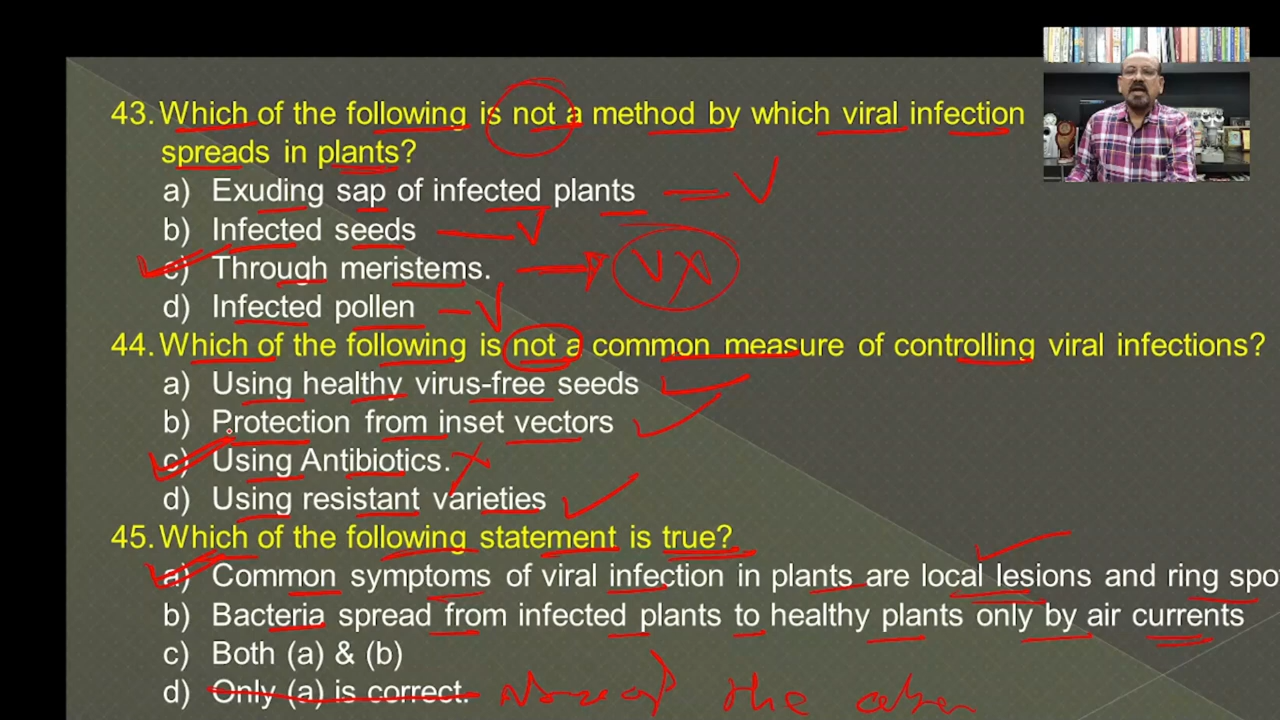 43. Which of the following is not a method by which viral infection
spreads in plants?
a) Exuding sap of infected plants
b) Infected seeds
c) Through meristems.
d) Infected pollen
44. Which of the following is not a common measure of controlling viral infections?
a) Using healthy virus-free seeds
b) Protection from inset vectors
c) Using Antibiotics.
d) Using resistant varieties
45. Which of the following statement is true?
a) Common symptoms of viral infection in plants are local lesions and ring spo
b) Bacteria spread from infected plants to healthy plants only by air currents
c) Both (a) & (b)
d) Only (a) is correct. None of the